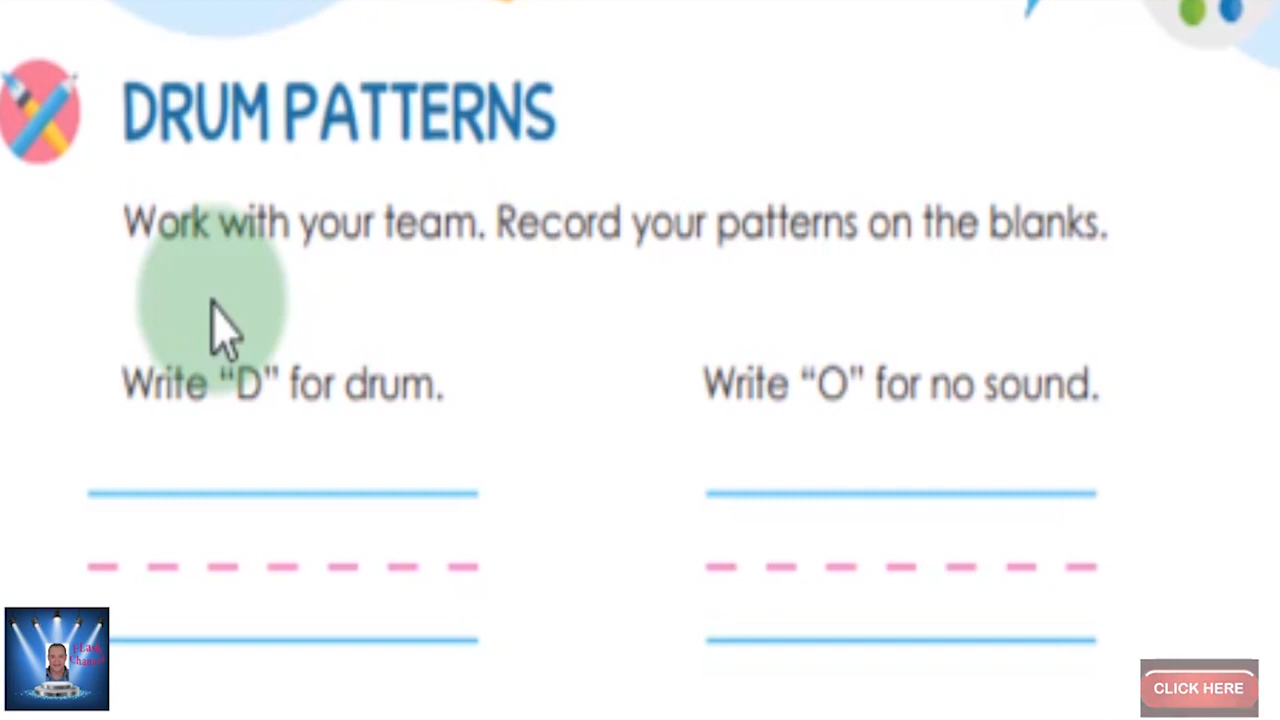 DRUM PATTERNS
Work with your team. Record your patterns on the blanks.
Write “D” for drum.
Write “O” for no sound.
CLICK HERE